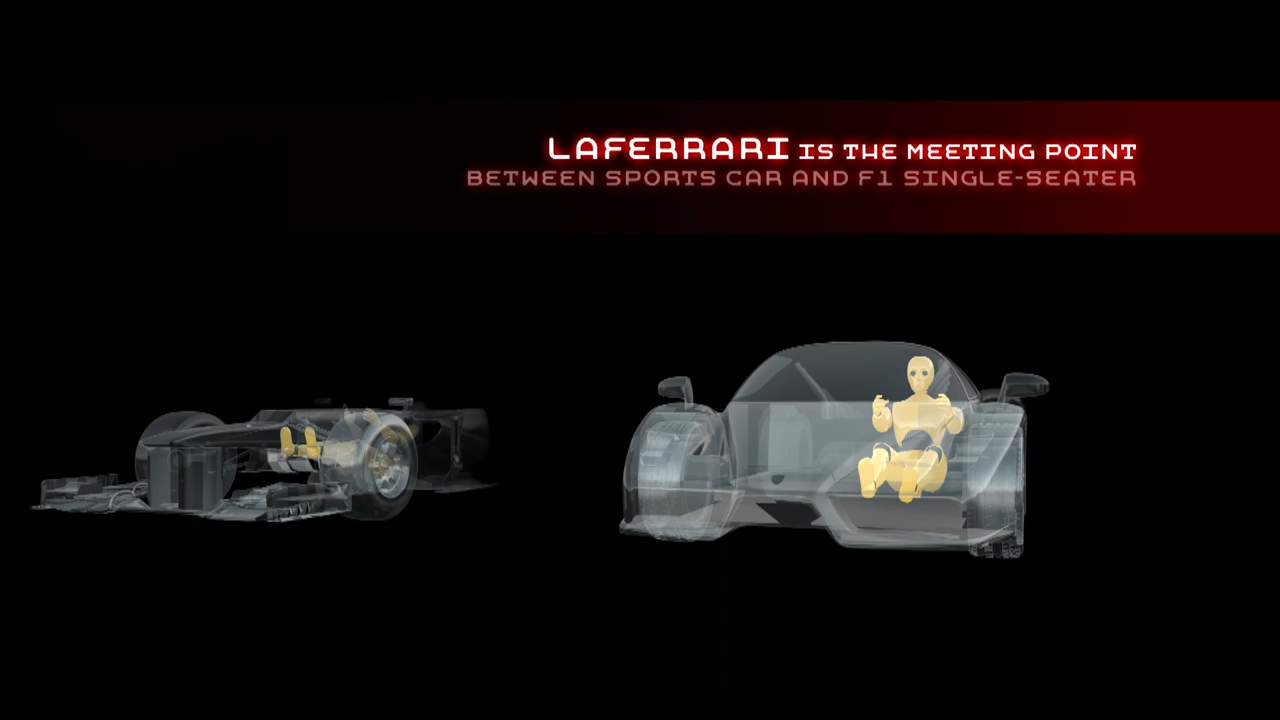 LAFERRARI IS THE MEETING POINT
BETWEEN SPORTS CAR AND F1 SINGLE-SEATER